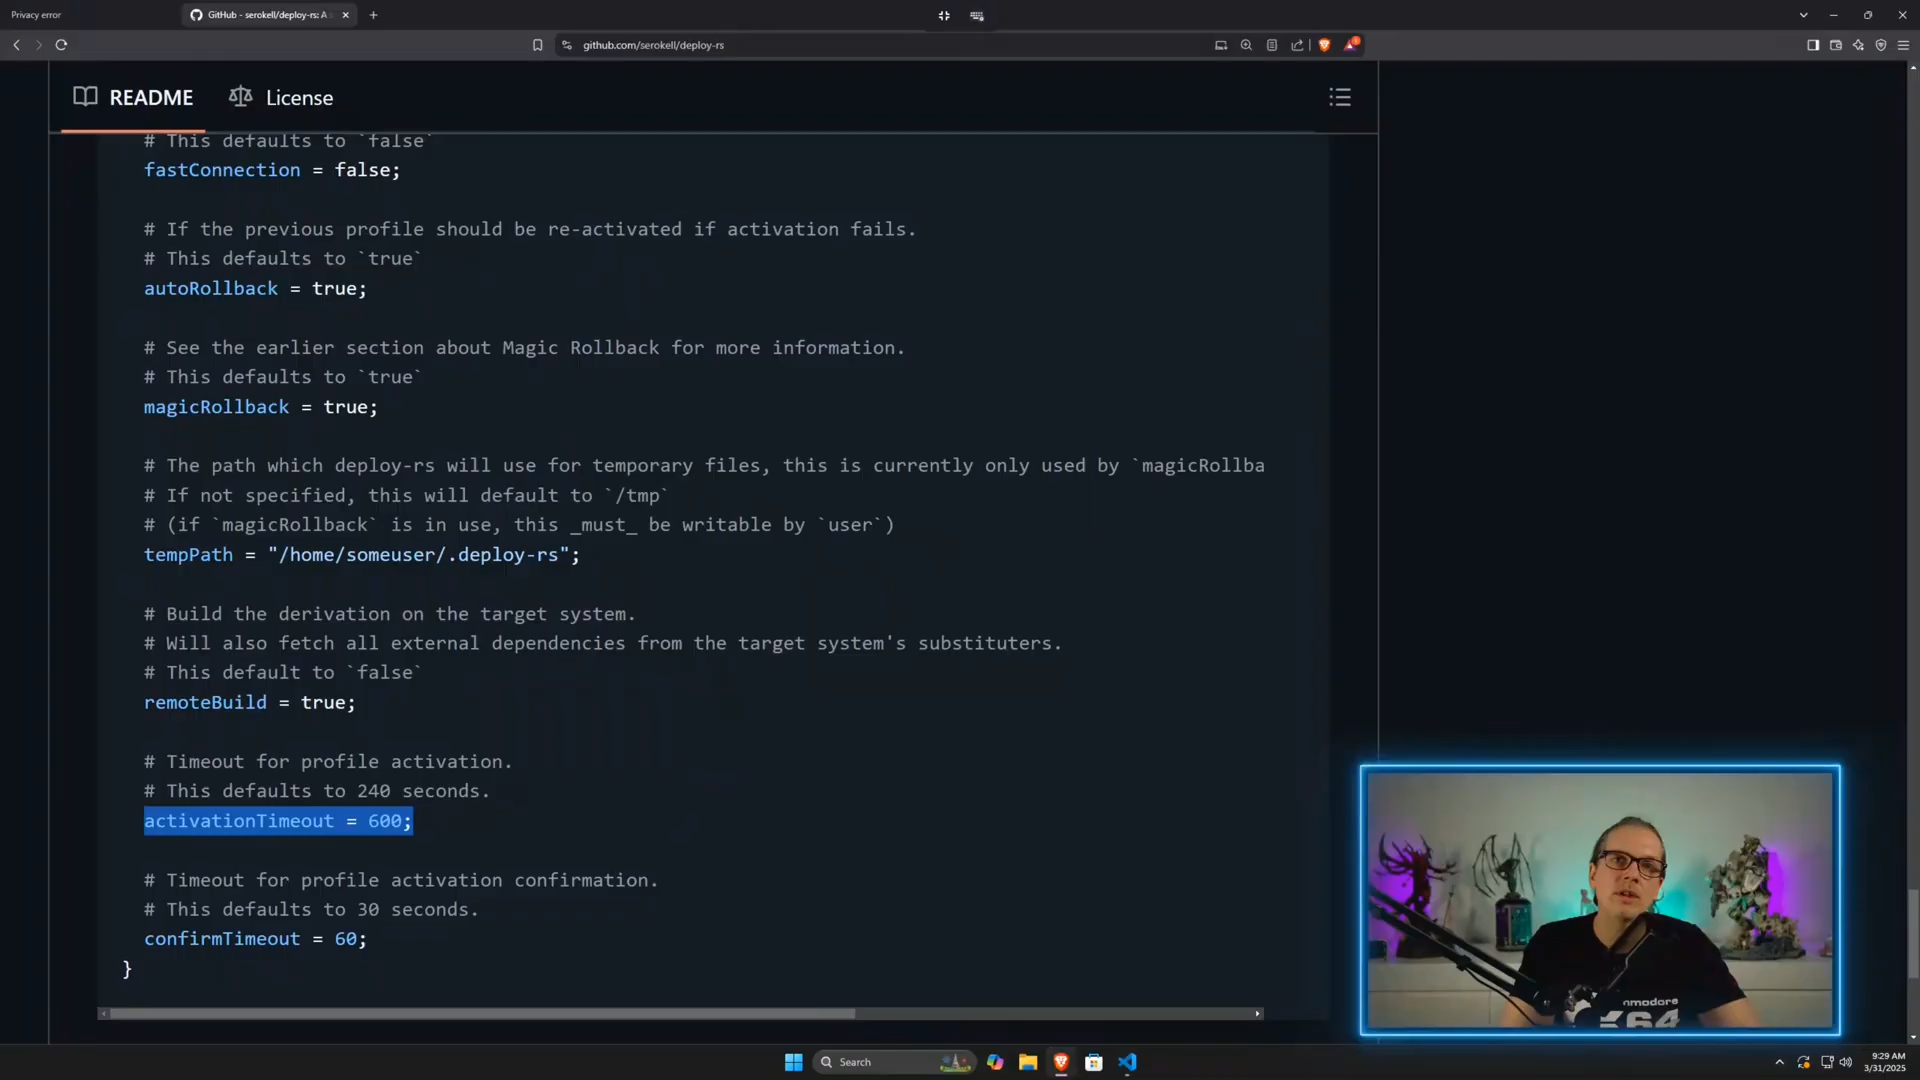 Privacy error
GitHub - serokell/deploy-rs: A
github.com/serokell/deploy-rs
README
License
# This defaults to `false`
fastConnection = false;
# If the previous profile should be re-activated if activation fails.
# This defaults to `true`
autoRollback = true;
# See the earlier section about Magic Rollback for more information.
# This defaults to `true`
magicRollback = true;
# The path which deploy-rs will use for temporary files, this is currently only used by `magicRollba
# If not specified, this will default to `/tmp`
# (if `magicRollback` is in use, this _must_ be writable by `user`)
tempPath = "/home/someuser/.deploy-rs";
# Build the derivation on the target system.
# Will also fetch all external dependencies from the target system's substituters.
# This default to `false`
remoteBuild = true;
# Timeout for profile activation.
# This defaults to 240 seconds.
activationTimeout = 600;
# Timeout for profile activation confirmation.
# This defaults to 30 seconds.
confirmTimeout = 60;
}
mmodore
64
Search
9:29 AM
3/31/2025